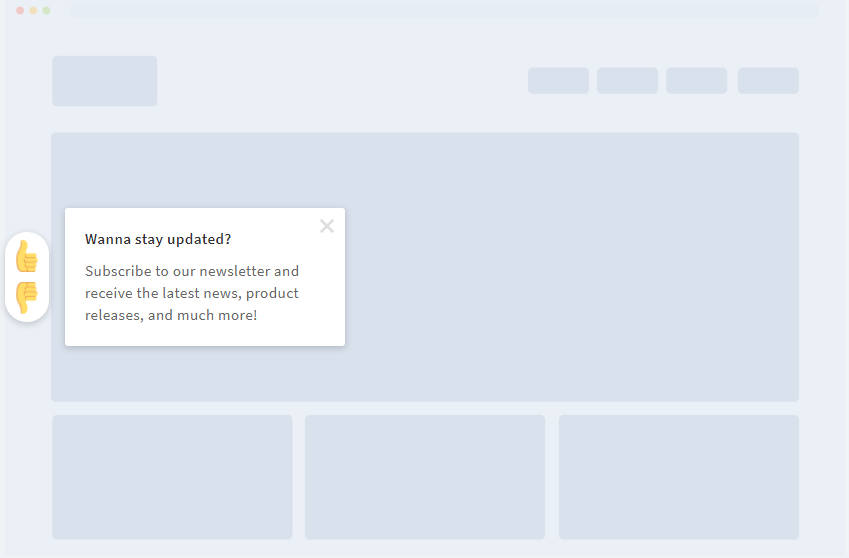 Wanna stay updated?
Subscribe to our newsletter and
receive the latest news, product
releases, and much more!